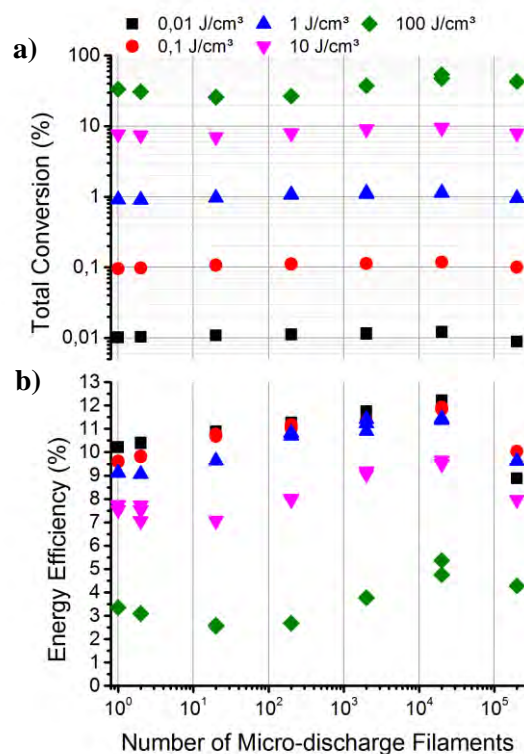 0,01 J/cm³ 1 J/cm³ 100 J/cm³
0,1 J/cm³ 10 J/cm³
a)
100
10
1
0,1
0,01
Total Conversion (%)
b)
13
12
11
10
9
8
7
6
5
4
3
2
1
0
Energy Efficiency (%)
10⁰ 10¹ 10² 10³ 10⁴ 10⁵
Number of Micro-discharge Filaments